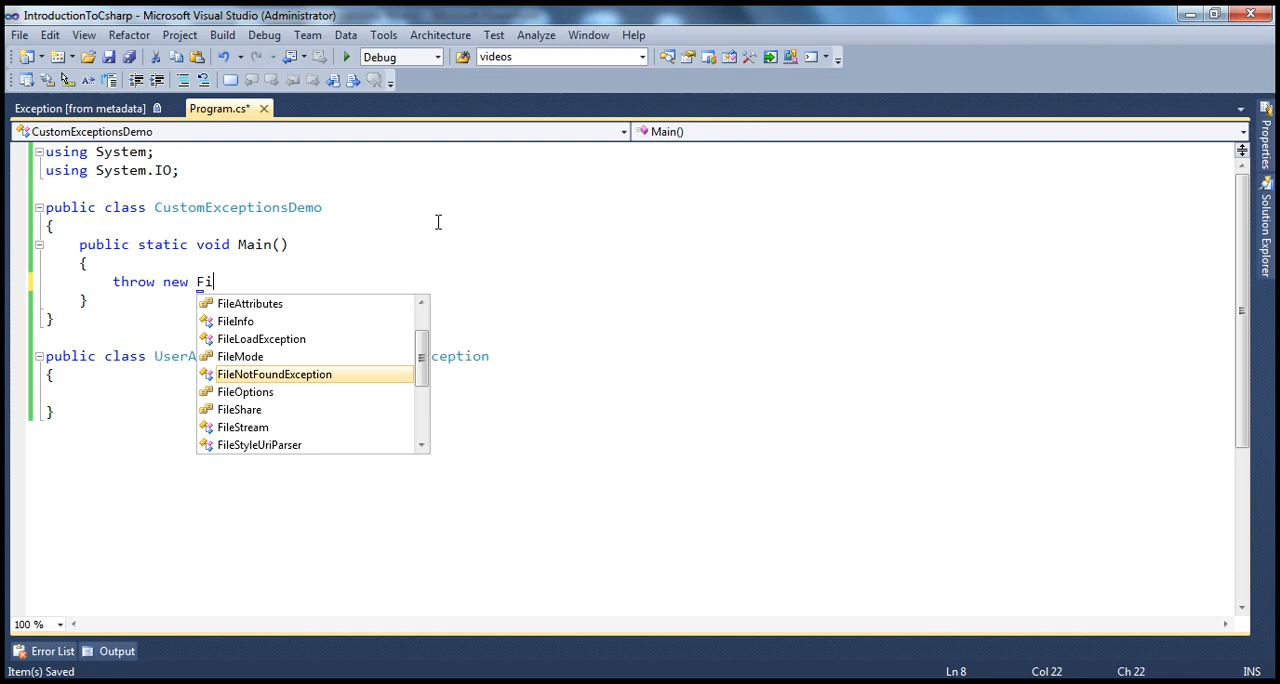 IntroductionToCsharp - Microsoft Visual Studio (Administrator)
File Edit View Refactor Project Build Debug Team Data Tools Architecture Test Analyze Window Help
Debug videos
Exception [from metadata] Program.cs*
CustomExceptionsDemo Main()
using System;
using System.IO;
public class CustomExceptionsDemo
{
public static void Main()
{
throw new Fi
}
}
public class UserA ception
{
}
FileAttributes
FileInfo
FileLoadException
FileMode
FileNotFoundException
FileOptions
FileShare
FileStream
FileStyleUriParser
Properties
Solution Explorer
100 %
Error List Output
Item(s) Saved Ln 8 Col 22 Ch 22 INS